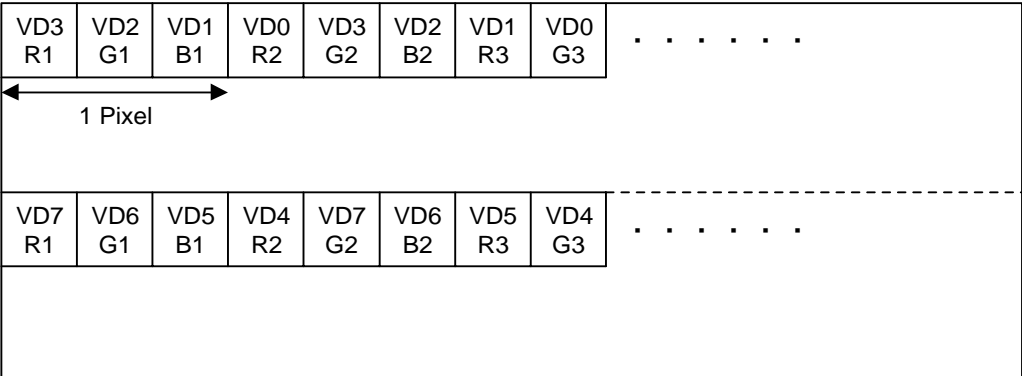 VD3 VD2 VD1 VD0 VD3 VD2 VD1 VD0 . . . . . .
R1 G1 B1 R2 G2 B2 R3 G3
1 Pixel
VD7 VD6 VD5 VD4 VD7 VD6 VD5 VD4 . . . . . .
R1 G1 B1 R2 G2 B2 R3 G3